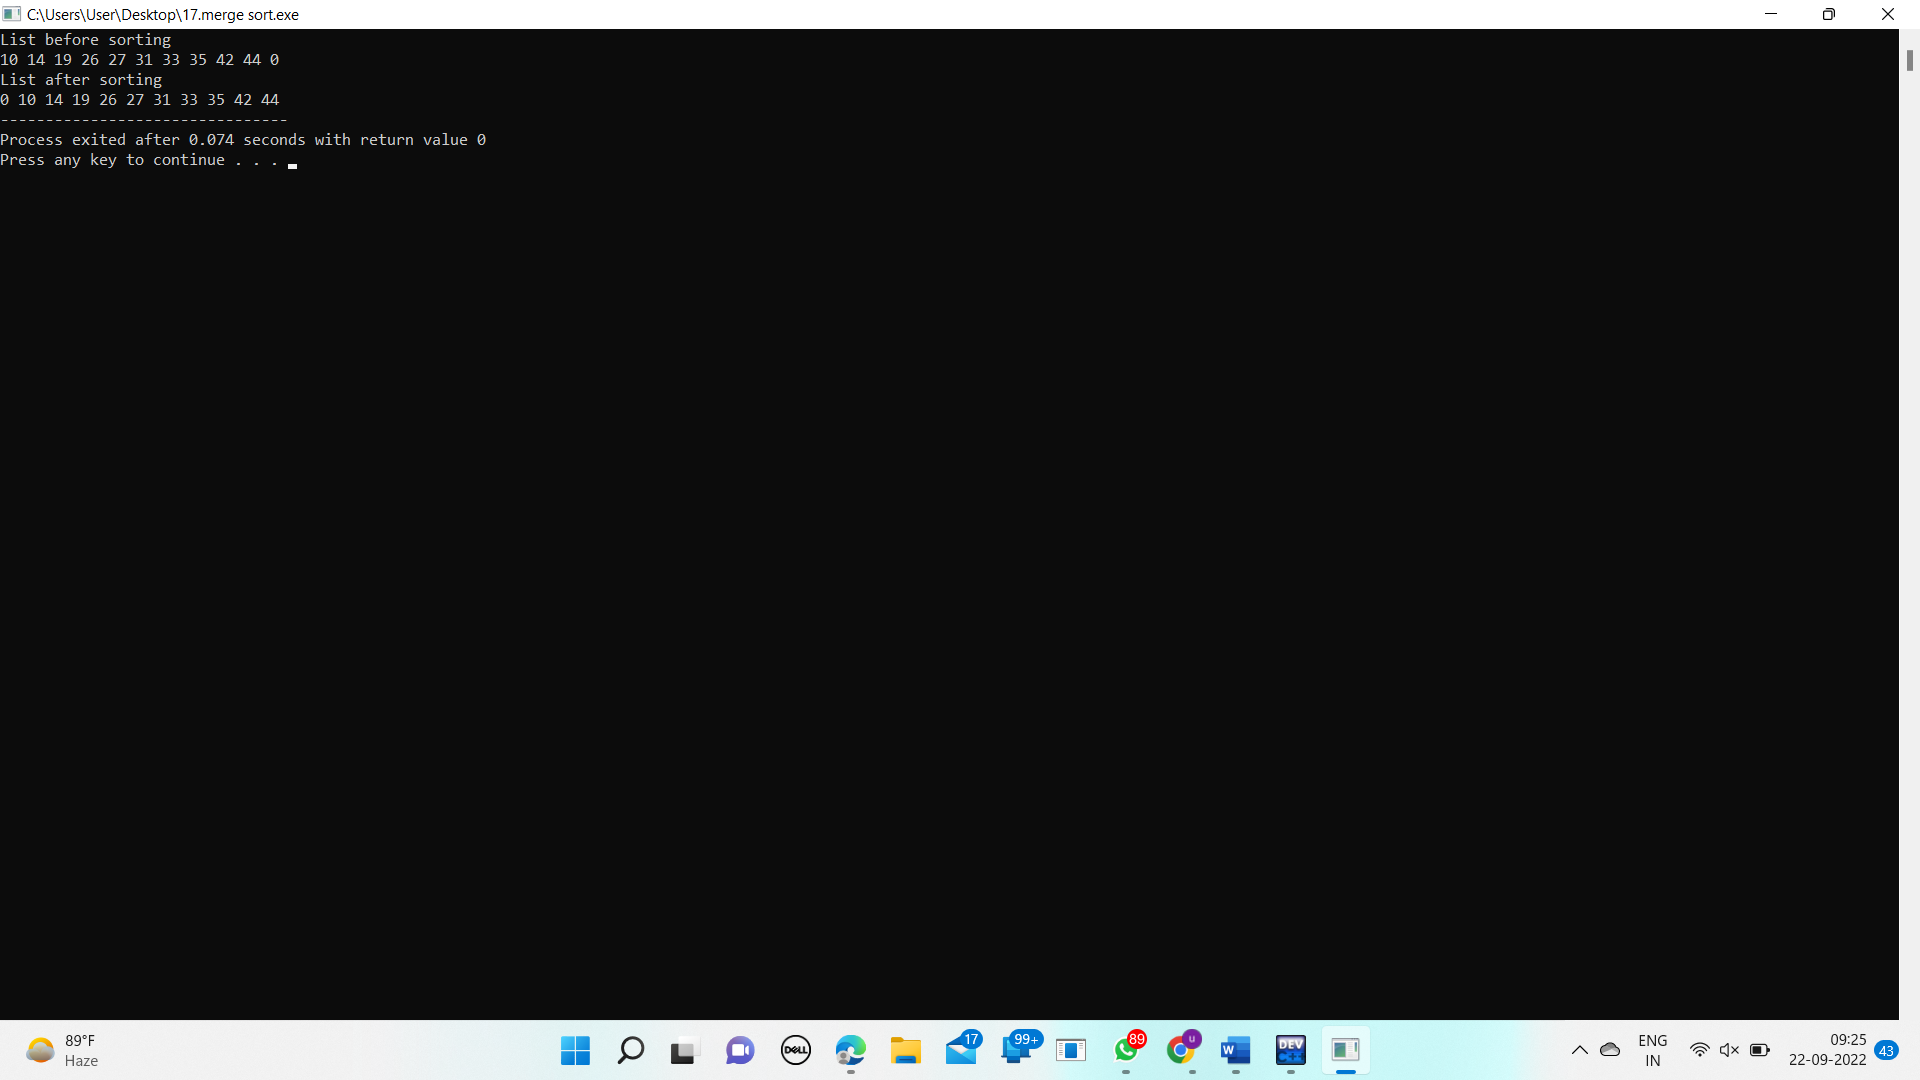 C:\Users\User\Desktop\17.merge sort.exe
List before sorting
10 14 19 26 27 31 33 35 42 44 0
List after sorting
0 10 14 19 26 27 31 33 35 42 44
--------------------------------
Process exited after 0.074 seconds with return value 0
Press any key to continue . . .
89°F
Haze
DELL
17
99+
89
u
W
DEV
C++
ENG
IN
09:25
22-09-2022
43